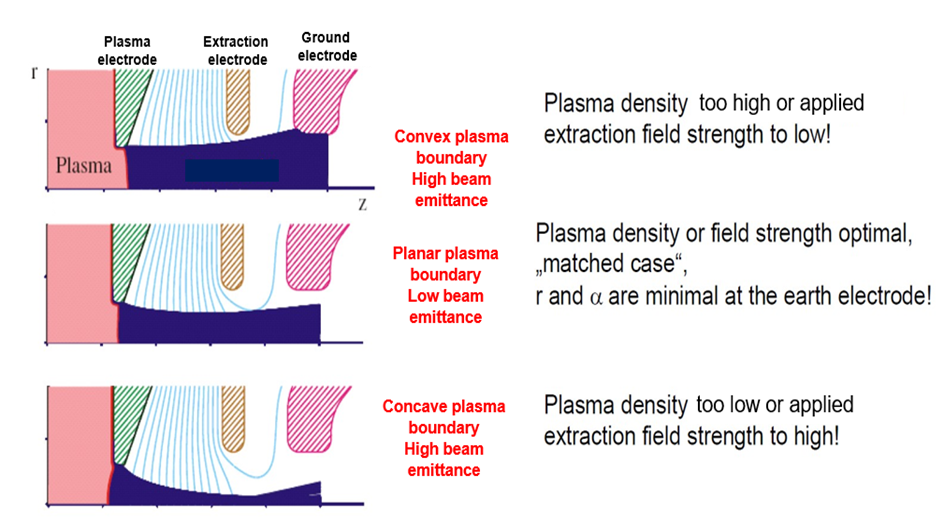 Plasma
electrode
Extraction
electrode
Ground
electrode
r
Plasma
z
Convex plasma
boundary
High beam
emittance
Plasma density too high or applied
extraction field strength to low!
Planar plasma
boundary
Low beam
emittance
Plasma density or field strength optimal,
„matched case“,
r and α are minimal at the earth electrode!
Concave plasma
boundary
High beam
emittance
Plasma density too low or applied
extraction field strength to high!